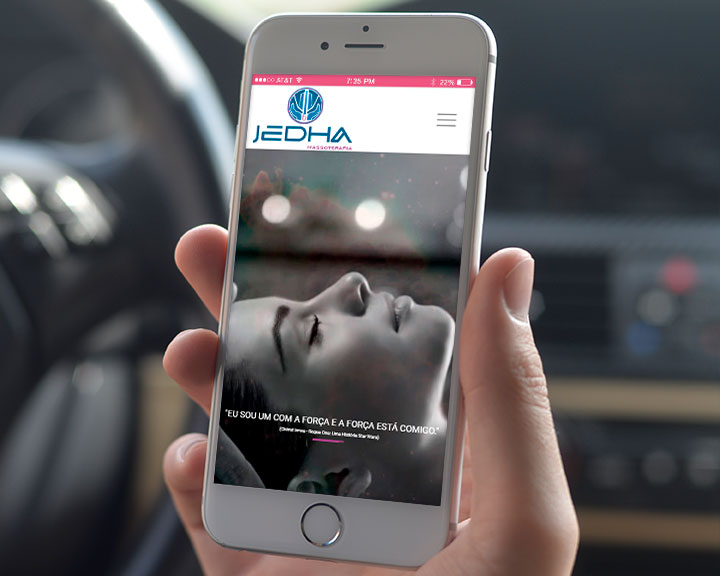 AT&T 7:35 PM 22%
JEDHA
MASSOTERAPIA
"EU SOU UM COM A FORÇA E A FORÇA ESTÁ COMIGO."
(Chirrut Imwe - Rogue One: Uma História Star Wars)